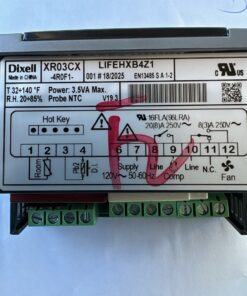 Dixell XR03CX LIFEHXB4Z1
Made in CHINA -4R0F1- 001 # 18/2025 EN13485 S A 1-2
T 32÷140 °F Power: 3.5VA Max.
R.H. 20÷85% Probe NTC V19.3
Hot Key 16FLA(96LRA)
20(8)A 250V~ 8(3)A 250V~
1 2 3 4 6 7 8 9 10 11 12
Room Pb2 D.I. Supply Line Line N.C.
120V~ 50-60Hz Comp Fan